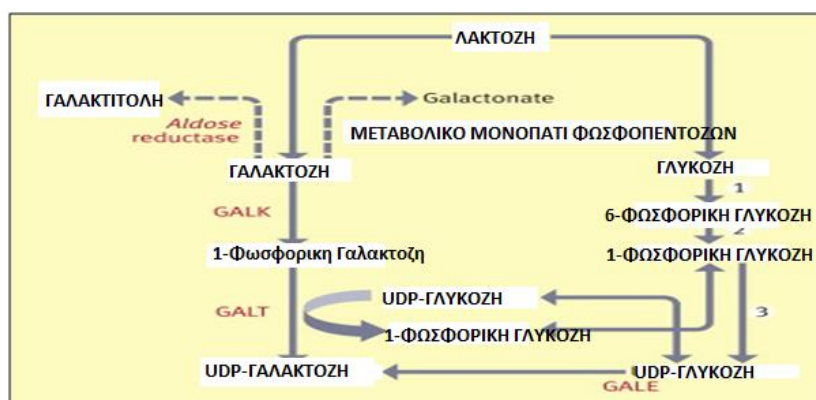 ΛΑΚΤΟΖΗ
ΓΑΛΑΚΤΙΤΟΛΗ
Galactonate
Aldose
reductase
ΜΕΤΑΒΟΛΙΚΟ ΜΟΝΟΠΑΤΙ ΦΩΣΦΟΠΕΝΤΟΖΩΝ
ΓΑΛΑΚΤΟΖΗ
ΓΛΥΚΟΖΗ
1
GALK
6-ΦΩΣΦΟΡΙΚΗ ΓΛΥΚΟΖΗ
2
1-Φωσφορικη Γαλακτοζη
1-ΦΩΣΦΟΡΙΚΗ ΓΛΥΚΟΖΗ
UDP-ΓΛΥΚΟΖΗ
GALT
3
1-ΦΩΣΦΟΡΙΚΗ ΓΛΥΚΟΖΗ
UDP-ΓΑΛΑΚΤΟΖΗ
UDP-ΓΛΥΚΟΖΗ
GALE